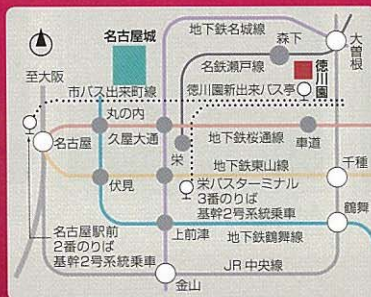 地下鉄名城線
名古屋城
森下
大曽根
名鉄瀬戸線
徳川園
至大阪
市バス出来町線
徳川園新出来バス亭
丸の内
久屋大通
地下鉄桜通線
車道
名古屋
栄
地下鉄東山線
千種
伏見
栄バスターミナル
3番のりば
基幹2号系統乗車
鶴舞
名古屋駅前
2番のりば
基幹2号系統乗車
上前津
地下鉄鶴舞線
JR中央線
金山